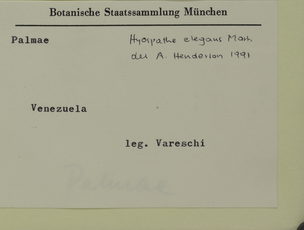 Botanische Staatssammlung München
Palmae
Hyospathe elegans Mart.
det A. Henderson 1991
Venezuela
leg. Vareschi
Palmae